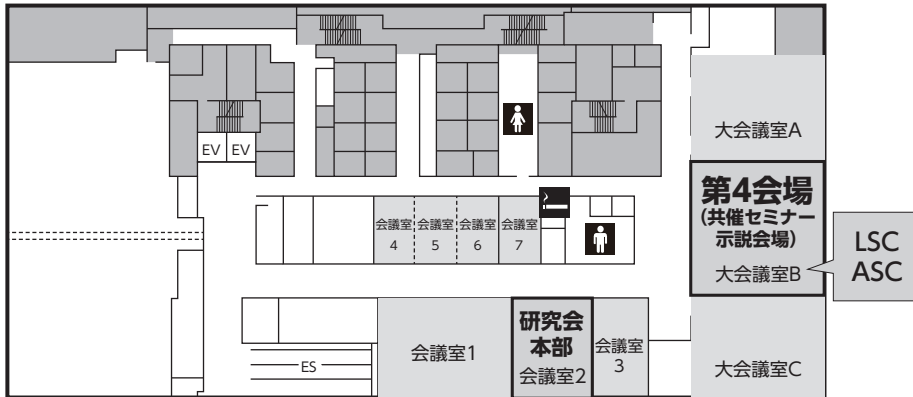 大会議室A
EV
EV
第4会場
(共催セミナー
示説会場)
大会議室B
LSC
ASC
会議室
4
会議室
5
会議室
6
会議室
7
研究会
本部
会議室2
会議室1
会議室
3
ES
大会議室C